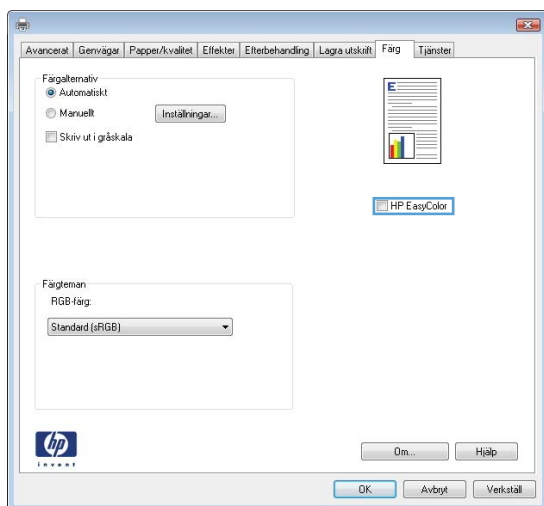 Avancerat Genvägar Papper/kvalitet Effekter Efterbehandling Lagra utskrift Färg Tjänster
Färgalternativ
Automatiskt
Manuellt Inställningar...
Skriv ut i gråskala
E
HP EasyColor
Färgteman
RGB-färg:
Standard (sRGB)
hp
invent
Om... Hjälp
OK Avbryt Verkställ